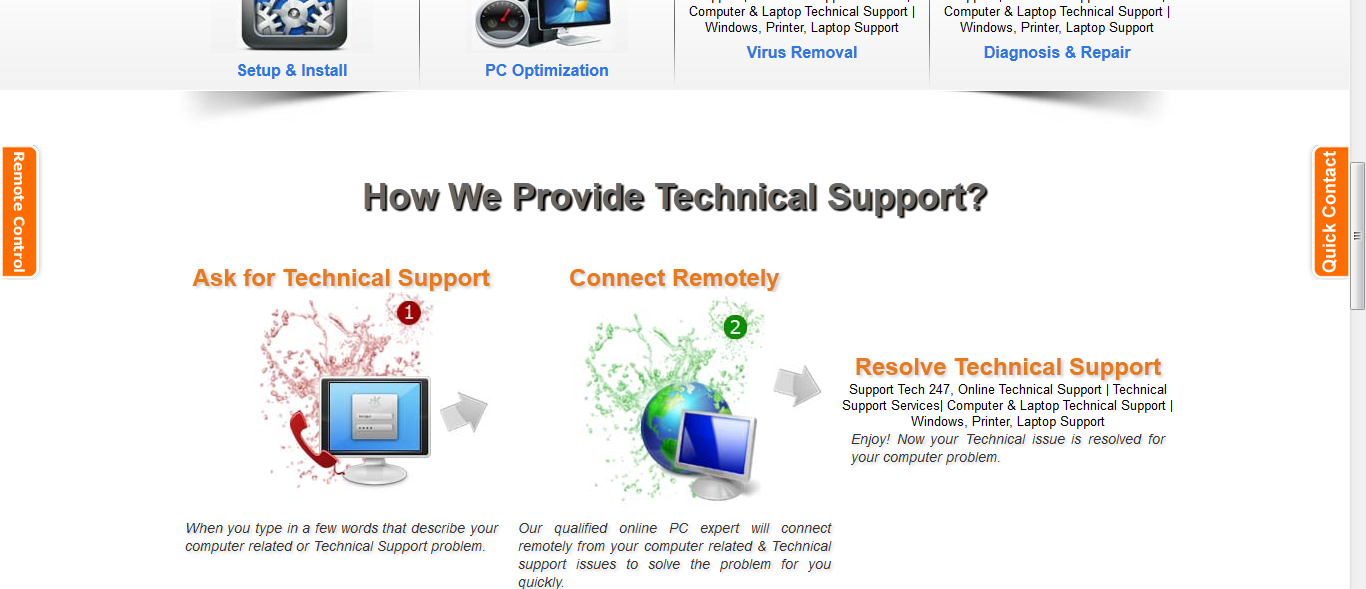 Computer & Laptop Technical Support |
Windows, Printer, Laptop Support
Computer & Laptop Technical Support |
Windows, Printer, Laptop Support
Setup & Install
PC Optimization
Virus Removal
Diagnosis & Repair
Remote Control
Quick Contact
How We Provide Technical Support?
Ask for Technical Support
1
When you type in a few words that describe your
computer related or Technical Support problem.
Connect Remotely
2
Our qualified online PC expert will connect
remotely from your computer related & Technical
support issues to solve the problem for you
quickly.
Resolve Technical Support
Support Tech 247, Online Technical Support | Technical
Support Services| Computer & Laptop Technical Support |
Windows, Printer, Laptop Support
Enjoy! Now your Technical issue is resolved for
your computer problem.